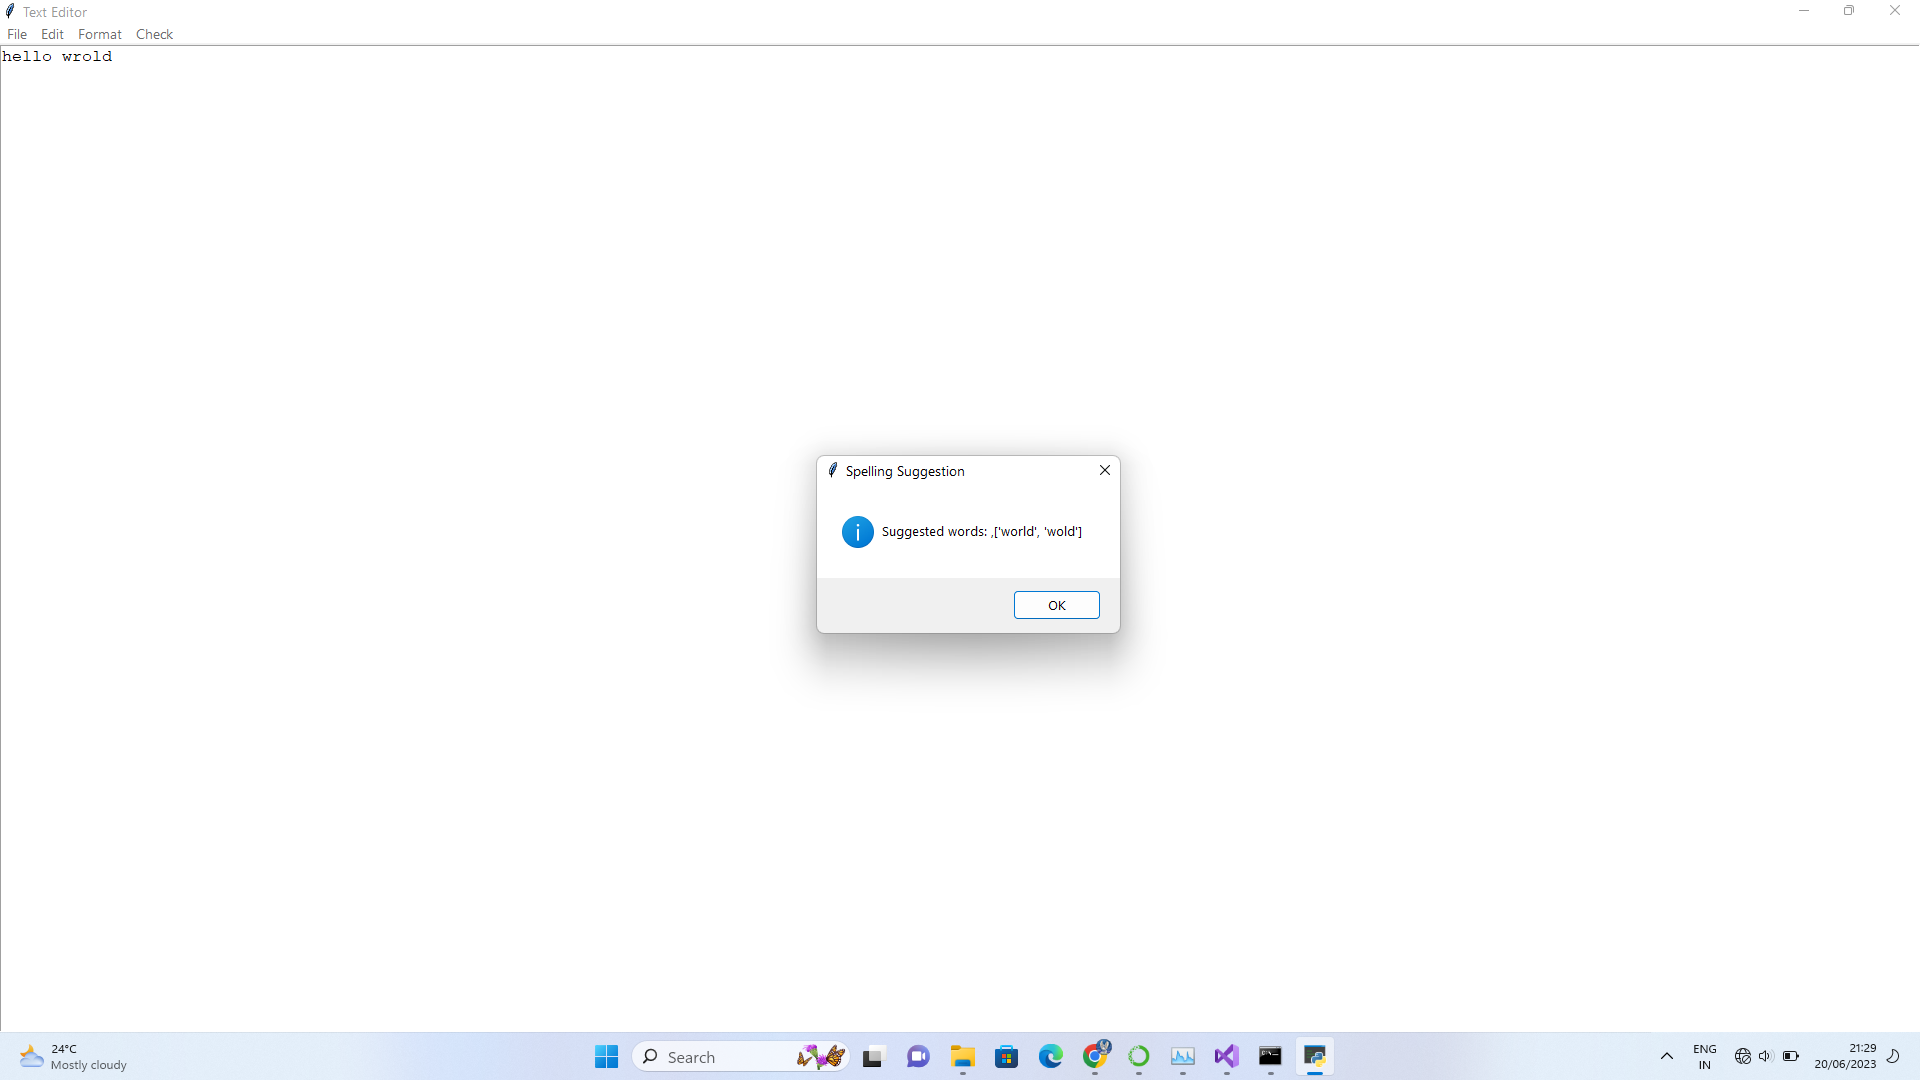 Text Editor
File Edit Format Check
hello wrold
Spelling Suggestion
Suggested words: ,['world', 'wold']
OK
24°C
Mostly cloudy
Search
ENG
IN
21:29
20/06/2023